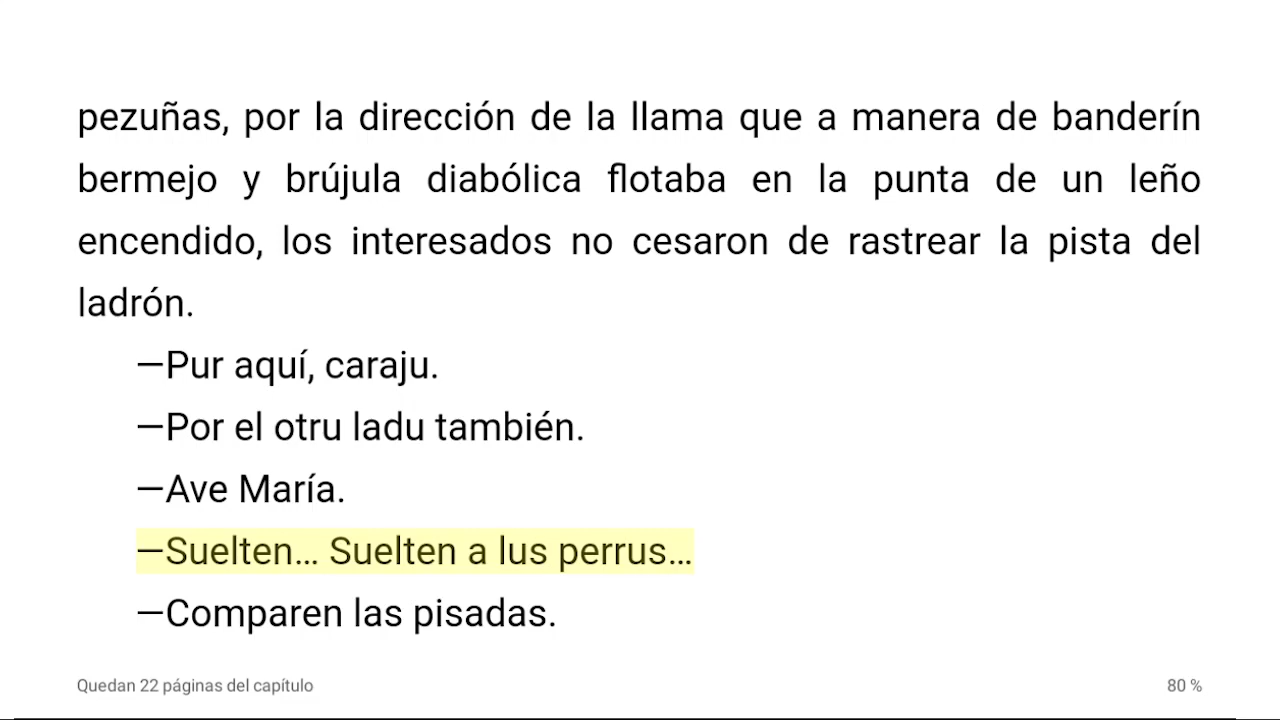 pezuñas, por la dirección de la llama que a manera de banderín
bermejo y brújula diabólica flotaba en la punta de un leño
encendido, los interesados no cesaron de rastrear la pista del
ladrón.
—Pur aquí, caraju.
—Por el otru ladu también.
—Ave María.
—Suelten… Suelten a lus perrus…
—Comparen las pisadas.
Quedan 22 páginas del capítulo
80 %